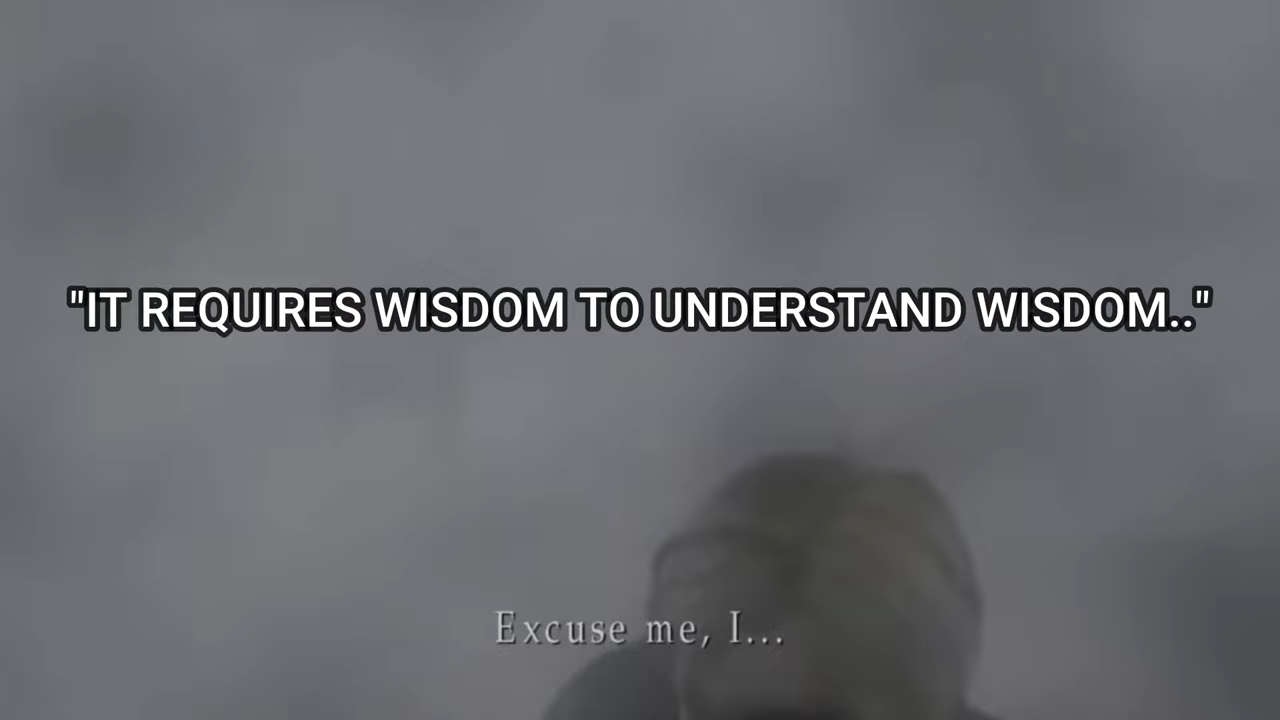 "IT REQUIRES WISDOM TO UNDERSTAND WISDOM.."
Excuse me, I...